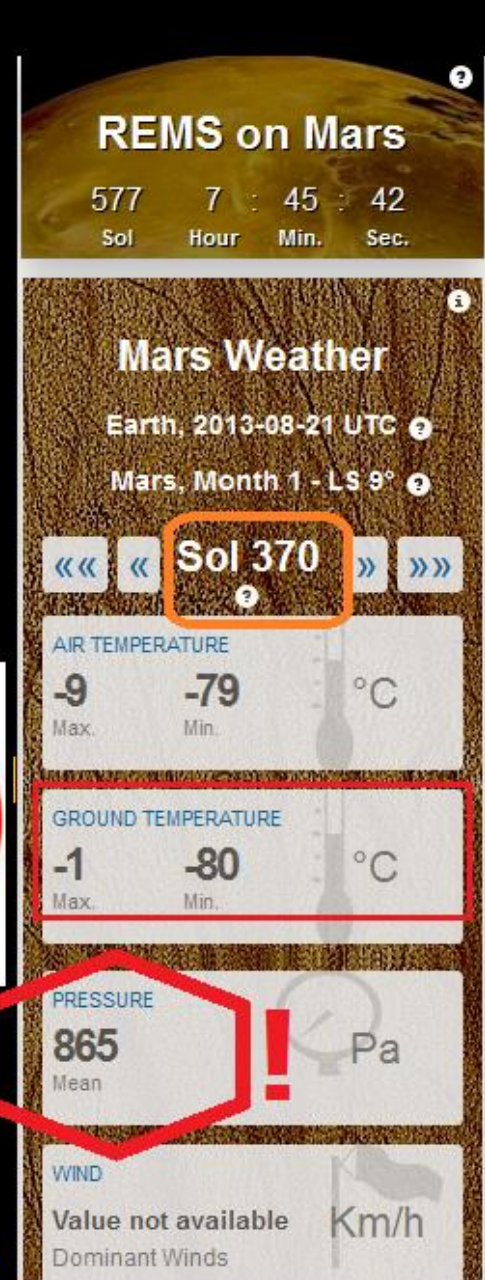 REMS on Mars
577 7 : 45 : 42
Sol Hour Min. Sec.
Mars Weather
Earth, 2013-08-21 UTC ?
Mars, Month 1 - LS 9° ?
«« « Sol 370 » »»
?
AIR TEMPERATURE
-9 -79 °C
Max. Min.
GROUND TEMPERATURE
-1 -80 °C
Max. Min.
PRESSURE
865 ! Pa
Mean
WIND
Value not available Km/h
Dominant Winds